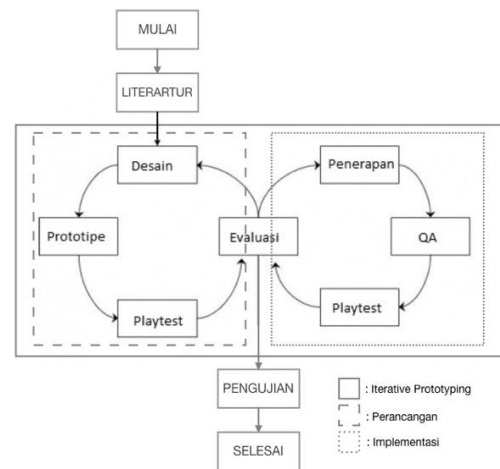 MULAI
LITERARTUR
Desain
Penerapan
Prototipe
Evaluasi
QA
Playtest
Playtest
PENGUJIAN
SELESAI
: Iterative Prototyping
: Perancangan
: Implementasi